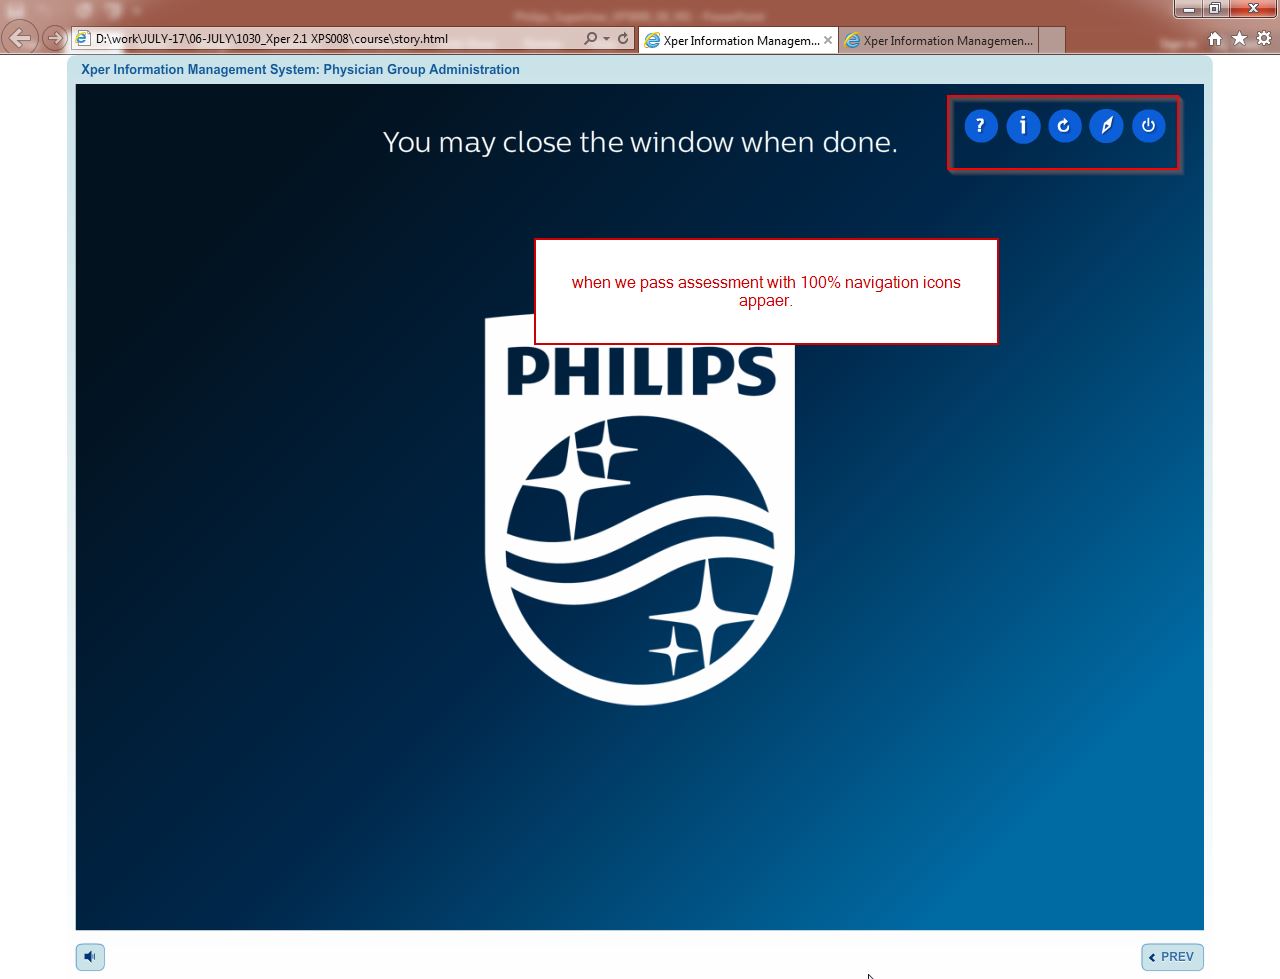 D:\work\JULY-17\06-JULY\1030_Xper 2.1 XPS008\course\story.html
Xper Information Managem...
Xper Information Managemen...
Xper Information Management System: Physician Group Administration
You may close the window when done.
? i
when we pass assessment with 100% navigation icons
appaer.
PHILIPS
PREV